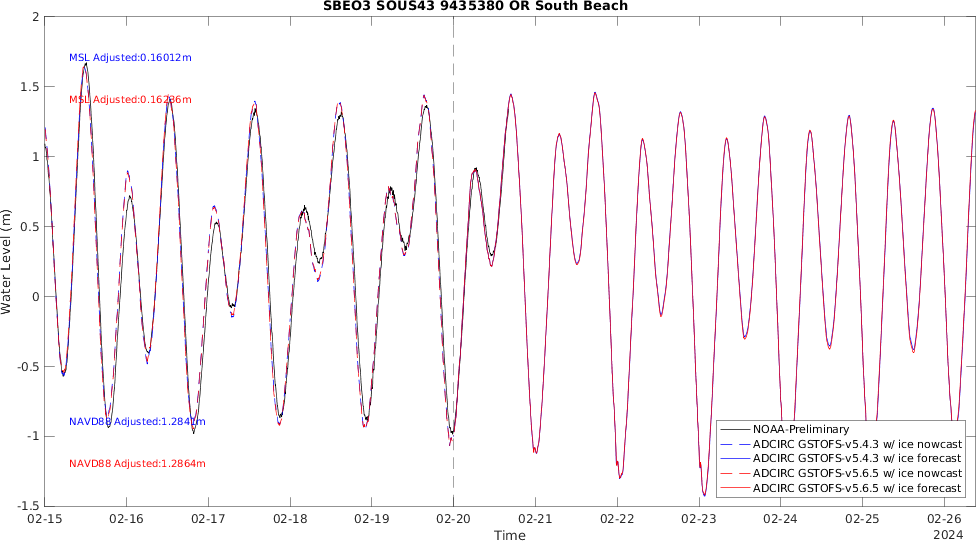 SBEO3 SOUS43 9435380 OR South Beach
2
1.5
1
0.5
0
-0.5
-1
-1.5
Water Level (m)
MSL Adjusted:0.16012m
MSL Adjusted:0.16236m
NAVD88 Adjusted:1.2841m
NAVD88 Adjusted:1.2864m
NOAA-Preliminary
ADCIRC GSTOFS-v5.4.3 w/ ice nowcast
ADCIRC GSTOFS-v5.4.3 w/ ice forecast
ADCIRC GSTOFS-v5.6.5 w/ ice nowcast
ADCIRC GSTOFS-v5.6.5 w/ ice forecast
02-15 02-16 02-17 02-18 02-19 02-20 02-21 02-22 02-23 02-24 02-25 02-26
Time
2024